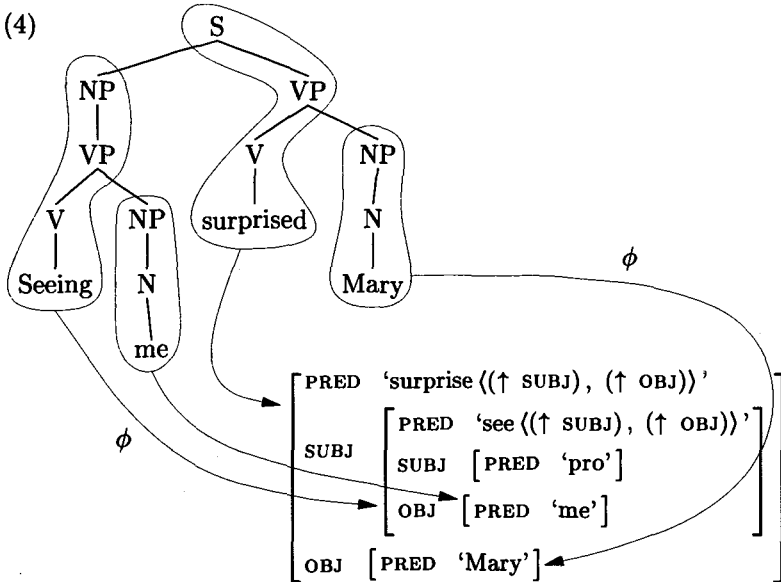 (4)
S
NP VP
VP V NP
V NP surprised N
Seeing N Mary
me
ϕ
ϕ
PRED ‘surprise ⟨(↑ SUBJ) , (↑ OBJ)⟩’
SUBJ
PRED ‘see ⟨(↑ SUBJ) , (↑ OBJ)⟩’
SUBJ [PRED ‘pro’]
OBJ [PRED ‘me’]
OBJ [PRED ‘Mary’]